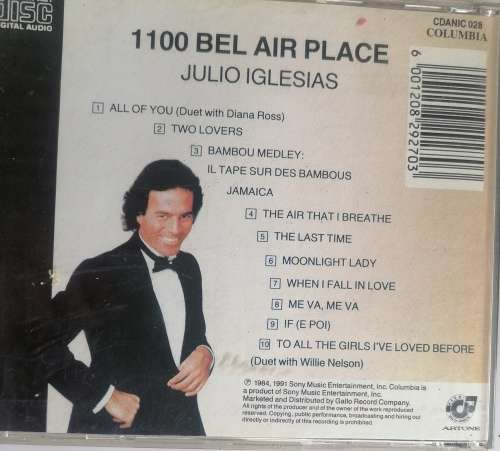 DISC
DIGITAL AUDIO
CDANIC 028
COLUMBIA
1100 BEL AIR PLACE
JULIO IGLESIAS
6 001208 292703
1 ALL OF YOU (Duet with Diana Ross)
2 TWO LOVERS
3 BAMBOU MEDLEY:
IL TAPE SUR DES BAMBOUS
JAMAICA
4 THE AIR THAT I BREATHE
5 THE LAST TIME
6 MOONLIGHT LADY
7 WHEN I FALL IN LOVE
8 ME VA, ME VA
9 IF (E POI)
10 TO ALL THE GIRLS I'VE LOVED BEFORE
(Duet with Willie Nelson)
℗ 1984, 1991 Sony Music Entertainment, Inc. Columbia is
a product of Sony Music Entertainment, Inc.
Marketed and Distributed by Gallo Record Company.
All rights of the producer and of the owner of the work reproduced
reserved. Copying, public performance, broadcasting and hiring our
directly or indirectly of this recording is prohibited.
ARTONE